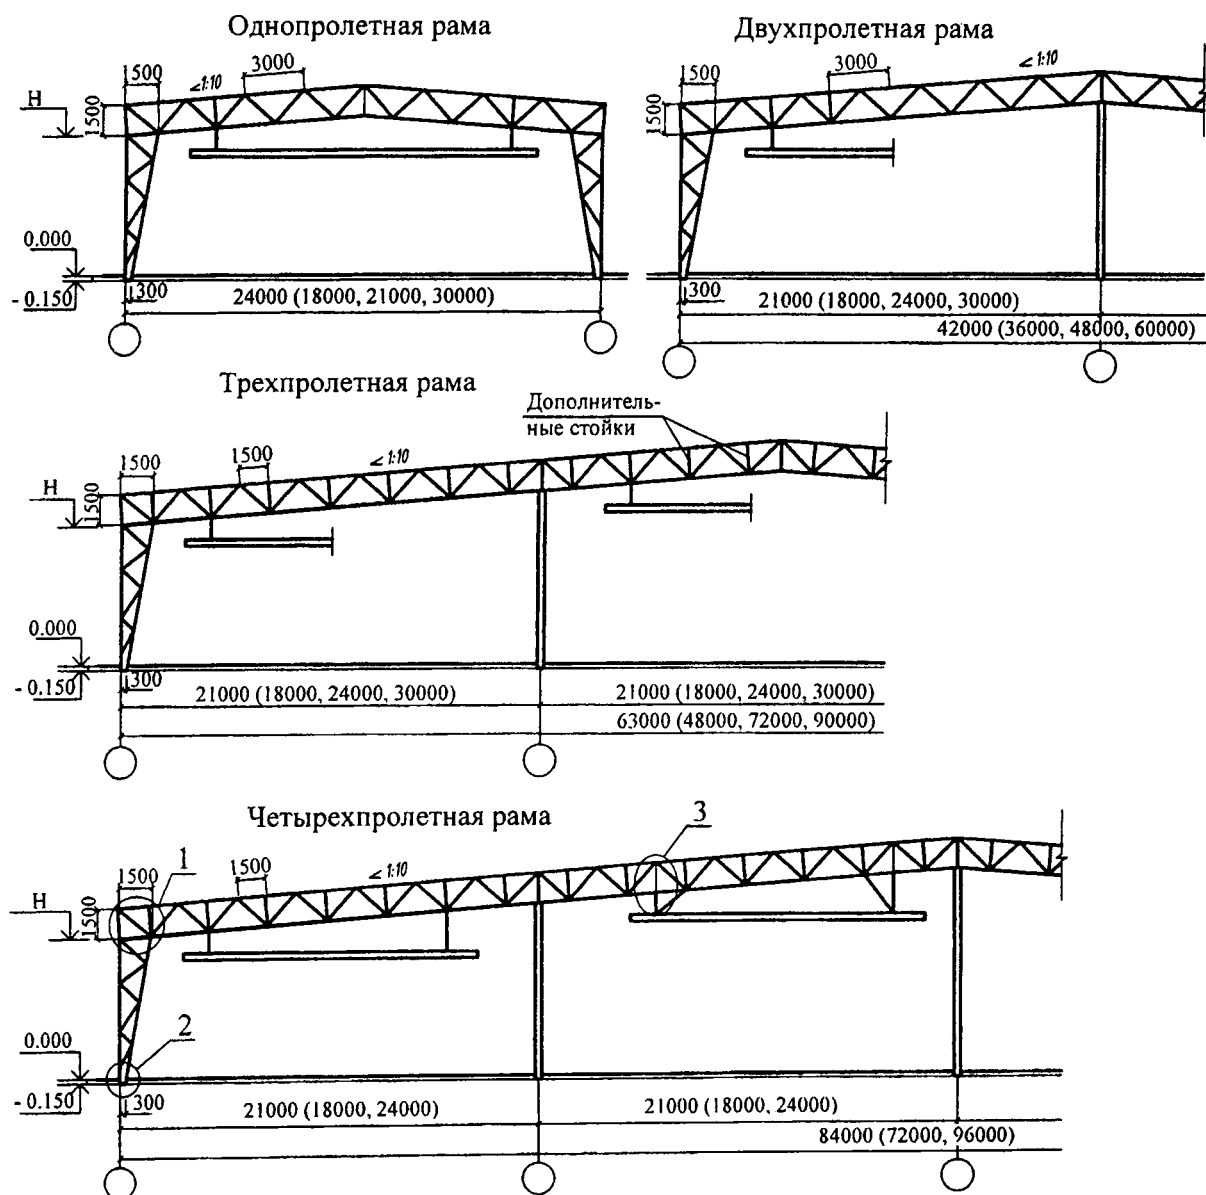 Однопролетная рама
1500
3000
∠1:10
H
1500
0.000
- 0.150
300
24000 (18000, 21000, 30000)
Двухпролетная рама
1500
3000
∠1:10
1500
300
21000 (18000, 24000, 30000)
42000 (36000, 48000, 60000)
Трехпролетная рама
Дополнитель-
ные стойки
1500
1500
∠1:10
H
1500
0.000
- 0.150
300
21000 (18000, 24000, 30000)
21000 (18000, 24000, 30000)
63000 (48000, 72000, 90000)
Четырехпролетная рама
1
3
1500
1500
∠1:10
H
1500
2
0.000
- 0.150
300
21000 (18000, 24000)
21000 (18000, 24000)
84000 (72000, 96000)